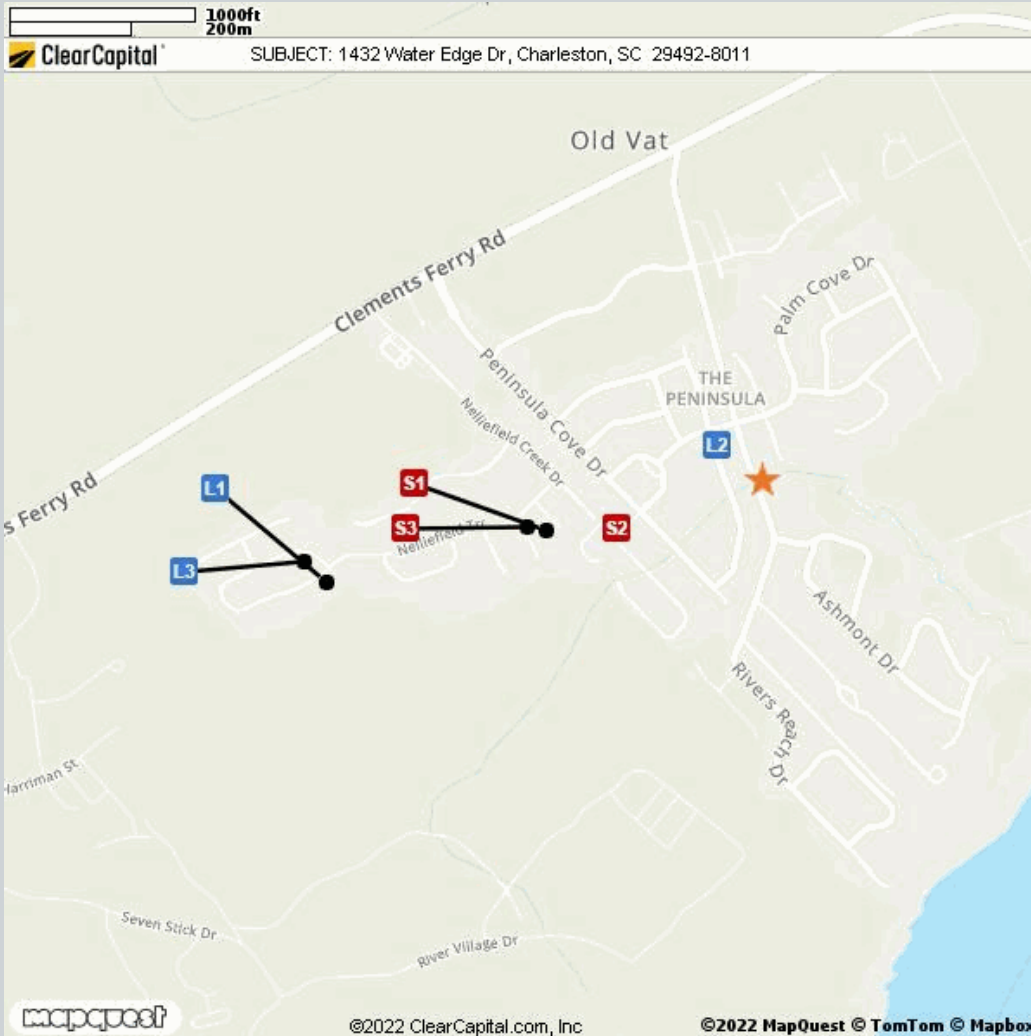 1000ft
200m
ClearCapital
SUBJECT: 1432 Water Edge Dr, Charleston, SC 29492-8011
Old Vat
Clements Ferry Rd
Palm Cove Dr
Peninsula Cove Dr
THE
PENINSULA
Nelliefield Creek Dr
L2
s Ferry Rd
L1
S1
S3
S2
Nelliefield Trl
L3
Ashmont Dr
Rivers Reach Dr
Harriman St
Seven Stick Dr
River Village Dr
mapquest
©2022 ClearCapital.com, Inc
©2022 MapQuest © TomTom © Mapbox